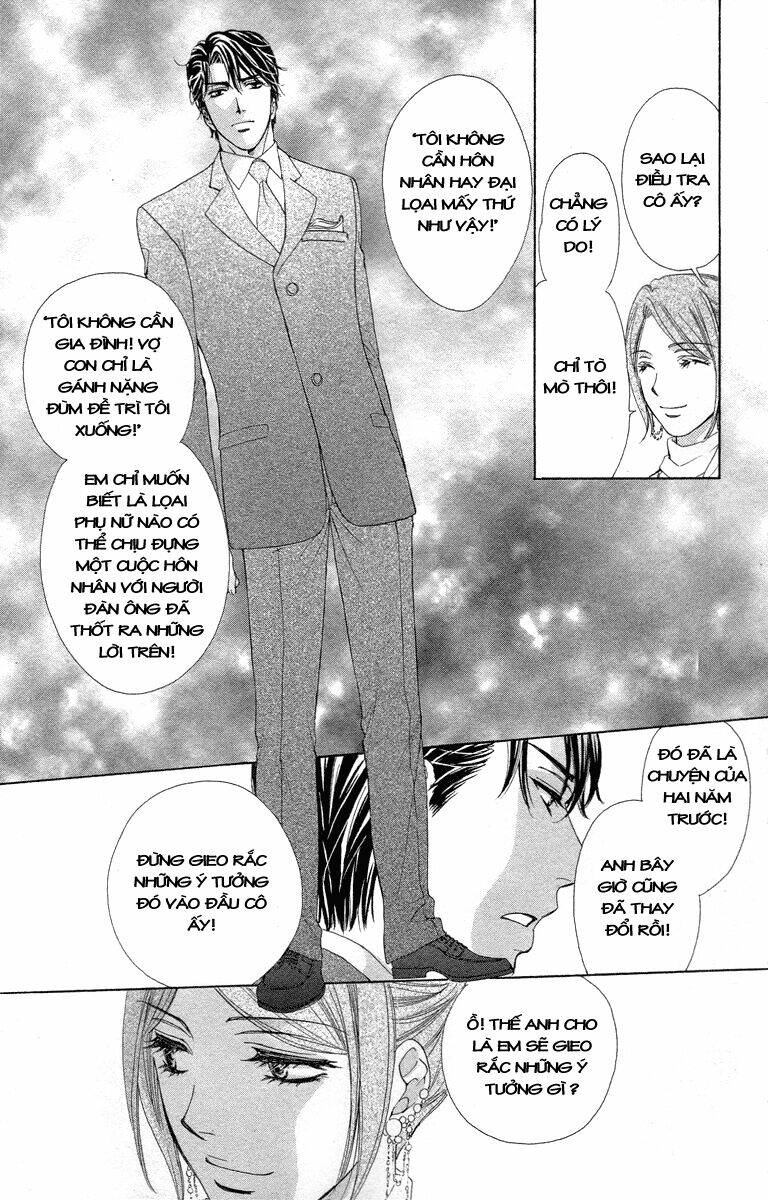 SAO LẠI
ĐIỀU TRA
CÔ ẤY?
CHẲNG
CÓ LÝ
DO!
CHỈ TÒ
MÒ THÔI!
'TÔI KHÔNG
CẦN HÔN
NHÂN HAY ĐẠI
LOẠI MẤY THỨ
NHƯ VẬY!'
'TÔI KHÔNG CẦN
GIA ĐÌNH! VỢ
CON CHỈ LÀ
GÁNH NẶNG
ĐÙM ĐỀ TRÌ TÔI
XUỐNG!'
EM CHỈ MUỐN
BIẾT LÀ LOẠI
PHỤ NỮ NÀO CÓ
THỂ CHỊU ĐỰNG
MỘT CUỘC HÔN
NHÂN VỚI NGƯỜI
ĐÀN ÔNG ĐÃ
THỐT RA NHỮNG
LỜI TRÊN!
ĐÓ ĐÃ LÀ
CHUYỆN CỦA
HAI NĂM
TRƯỚC!
ANH BÂY
GIỜ CŨNG
ĐÃ THAY
ĐỔI RỒI!
ĐỪNG GIEO RẮC
NHỮNG Ý TƯỞNG
ĐÓ VÀO ĐẦU CÔ
ẤY!
Ồ! THẾ ANH CHO
LÀ EM SẼ GIEO
RẮC NHỮNG Ý
TƯỞNG GÌ ?